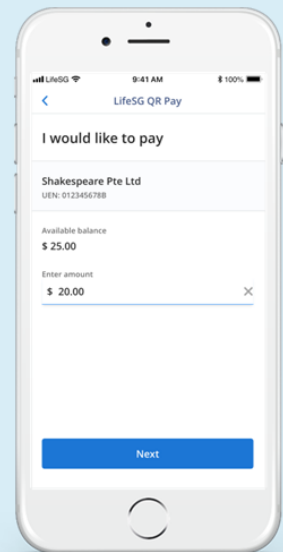 LifeSG 9:41 AM 100%
LifeSG QR Pay
I would like to pay
Shakespeare Pte Ltd
UEN: 012345678B
Available balance
$ 25.00
Enter amount
$ 20.00
Next